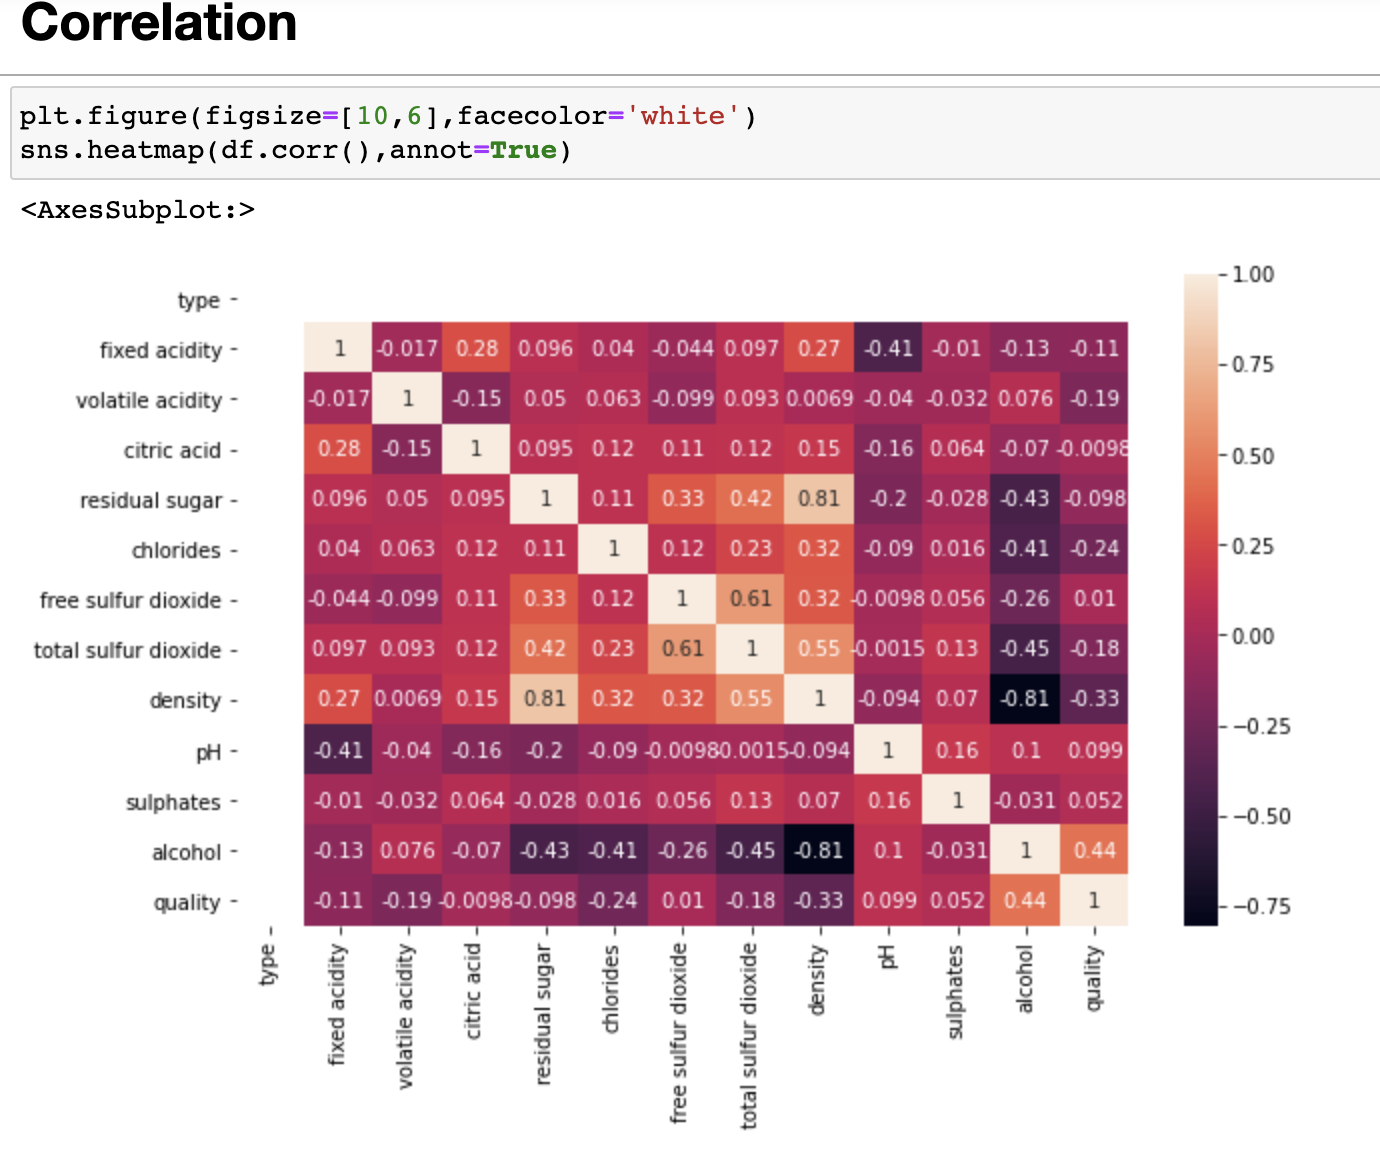 Correlation
plt.figure(figsize=[10,6],facecolor='white')
sns.heatmap(df.corr(),annot=True)
<AxesSubplot:>
type
fixed acidity 1 -0.017 0.28 0.096 0.04 -0.044 0.097 0.27 -0.41 -0.01 -0.13 -0.11
volatile acidity -0.017 1 -0.15 0.05 0.063 -0.099 0.093 0.0069 -0.04 -0.032 0.076 -0.19
citric acid 0.28 -0.15 1 0.095 0.12 0.11 0.12 0.15 -0.16 0.064 -0.07 -0.0098
residual sugar 0.096 0.05 0.095 1 0.11 0.33 0.42 0.81 -0.2 -0.028 -0.43 -0.098
chlorides 0.04 0.063 0.12 0.11 1 0.12 0.23 0.32 -0.09 0.016 -0.41 -0.24
free sulfur dioxide -0.044 -0.099 0.11 0.33 0.12 1 0.61 0.32 -0.0098 0.056 -0.26 0.01
total sulfur dioxide 0.097 0.093 0.12 0.42 0.23 0.61 1 0.55 -0.0015 0.13 -0.45 -0.18
density 0.27 0.0069 0.15 0.81 0.32 0.32 0.55 1 -0.094 0.07 -0.81 -0.33
pH -0.41 -0.04 -0.16 -0.2 -0.09 -0.0098 0.0015 -0.094 1 0.16 0.1 0.099
sulphates -0.01 -0.032 0.064 -0.028 0.016 0.056 0.13 0.07 0.16 1 -0.031 0.052
alcohol -0.13 0.076 -0.07 -0.43 -0.41 -0.26 -0.45 -0.81 0.1 -0.031 1 0.44
quality -0.11 -0.19 -0.0098 -0.098 -0.24 0.01 -0.18 -0.33 0.099 0.052 0.44 1
type
fixed acidity
volatile acidity
citric acid
residual sugar
chlorides
free sulfur dioxide
total sulfur dioxide
density
pH
sulphates
alcohol
quality
1.00
0.75
0.50
0.25
0.00
−0.25
−0.50
−0.75